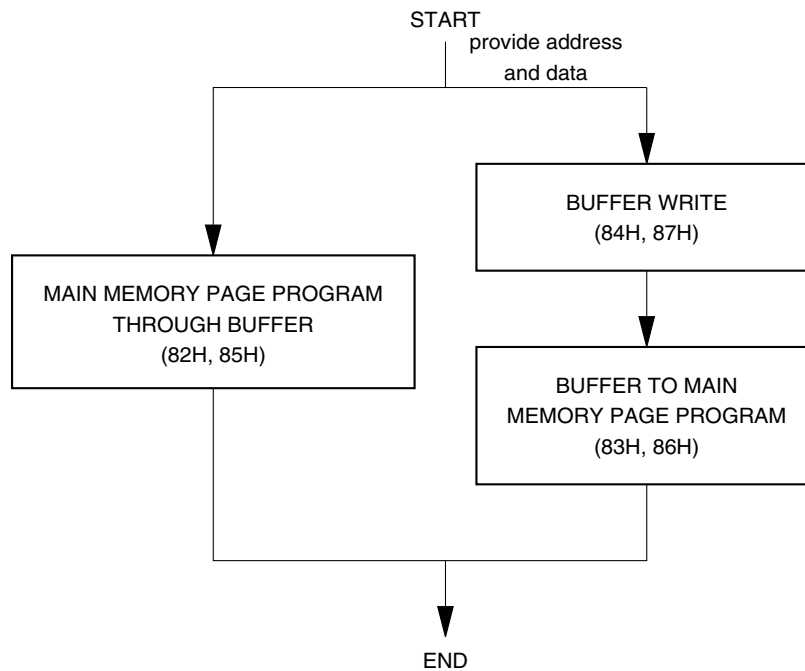 START
provide address
and data
BUFFER WRITE
(84H, 87H)
MAIN MEMORY PAGE PROGRAM
THROUGH BUFFER
(82H, 85H)
BUFFER TO MAIN
MEMORY PAGE PROGRAM
(83H, 86H)
END